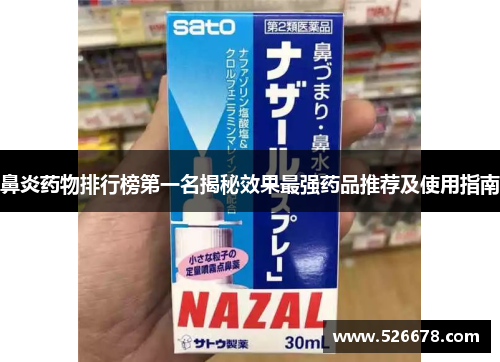 sato
第2類医薬品
鼻づまり・鼻水
ナザール
スプレー」
ナファゾリン塩酸塩&
クロルフェニラミンマレイン
配合
鼻炎药物排行榜第一名揭秘效果最强药品推荐及使用指南
小さな粒子の
定量噴霧点鼻薬
NAZAL
サトウ製薬
30mL
www.526678.com